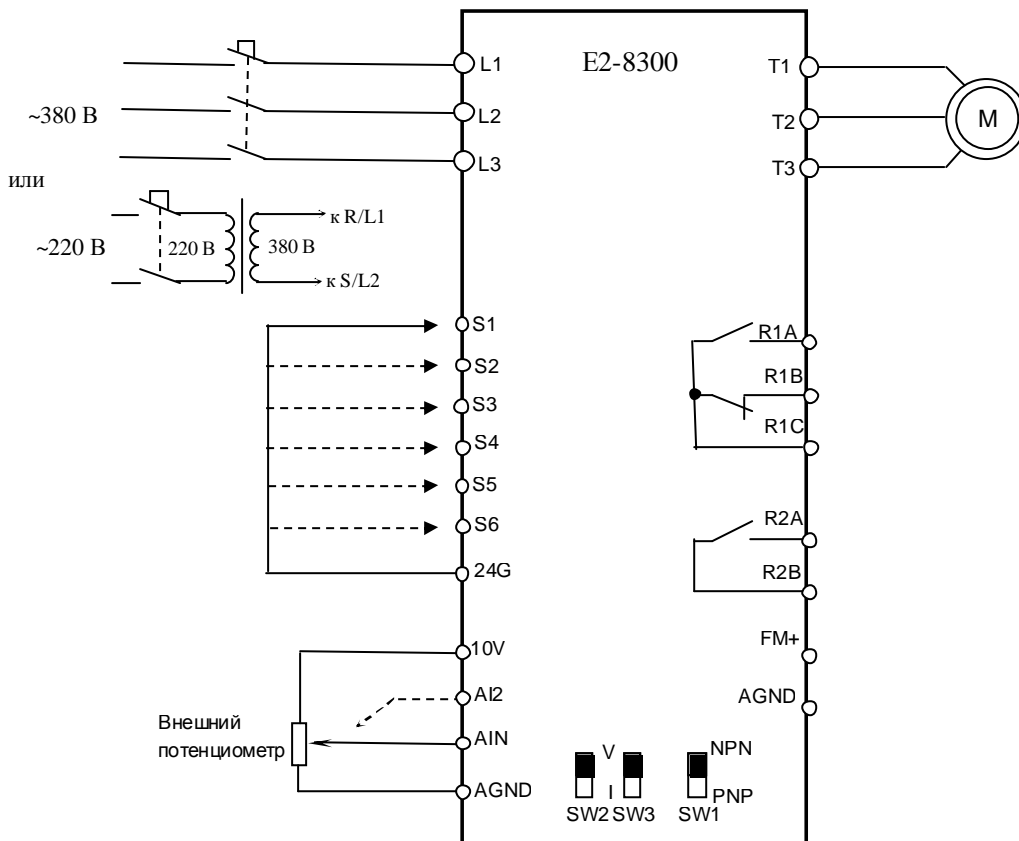 E2-8300
L1
L2
L3
~380 В
или
~220 В
220 В
380 В
к R/L1
к S/L2
T1
T2
T3
M
S1
S2
S3
S4
S5
S6
24G
R1A
R1B
R1C
R2A
R2B
10V
AI2
AIN
AGND
Внешний
потенциометр
FM+
AGND
V
I
SW2 SW3
NPN
PNP
SW1